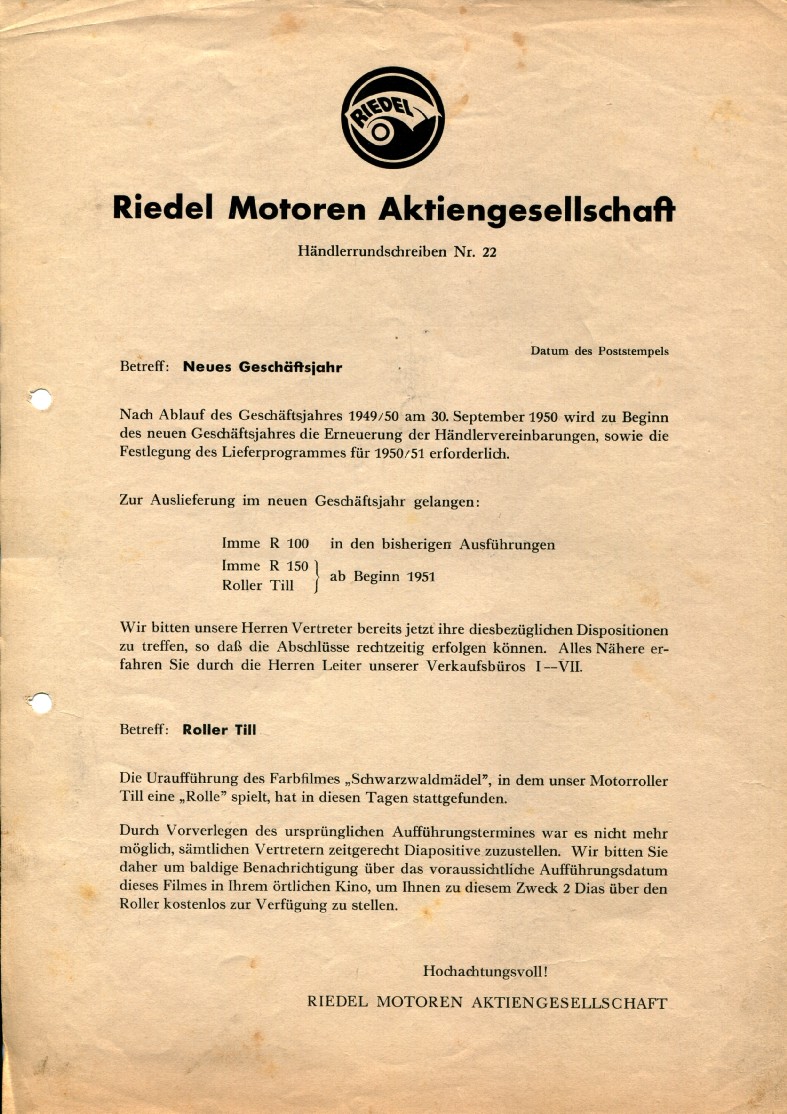 RIEDEL
Riedel Motoren Aktiengesellschaft
Händlerrundschreiben Nr. 22
Datum des Poststempels
Betreff: Neues Geschäftsjahr
Nach Ablauf des Geschäftsjahres 1949/50 am 30. September 1950 wird zu Beginn
des neuen Geschäftsjahres die Erneuerung der Händlervereinbarungen, sowie die
Festlegung des Lieferprogrammes für 1950/51 erforderlich.
Zur Auslieferung im neuen Geschäftsjahr gelangen:
Imme R 100 in den bisherigen Ausführungen
Imme R 150
Roller Till } ab Beginn 1951
Wir bitten unsere Herren Vertreter bereits jetzt ihre diesbezüglichen Dispositionen
zu treffen, so daß die Abschlüsse rechtzeitig erfolgen können. Alles Nähere er-
fahren Sie durch die Herren Leiter unserer Verkaufsbüros I—VII.
Betreff: Roller Till
Die Uraufführung des Farbfilmes „Schwarzwaldmädel”, in dem unser Motorroller
Till eine „Rolle” spielt, hat in diesen Tagen stattgefunden.
Durch Vorverlegen des ursprünglichen Aufführungstermines war es nicht mehr
möglich, sämtlichen Vertretern zeitgerecht Diapositive zuzustellen. Wir bitten Sie
daher um baldige Benachrichtigung über das voraussichtliche Aufführungsdatum
dieses Filmes in Ihrem örtlichen Kino, um Ihnen zu diesem Zweck 2 Dias über den
Roller kostenlos zur Verfügung zu stellen.
Hochachtungsvoll!
RIEDEL MOTOREN AKTIENGESELLSCHAFT